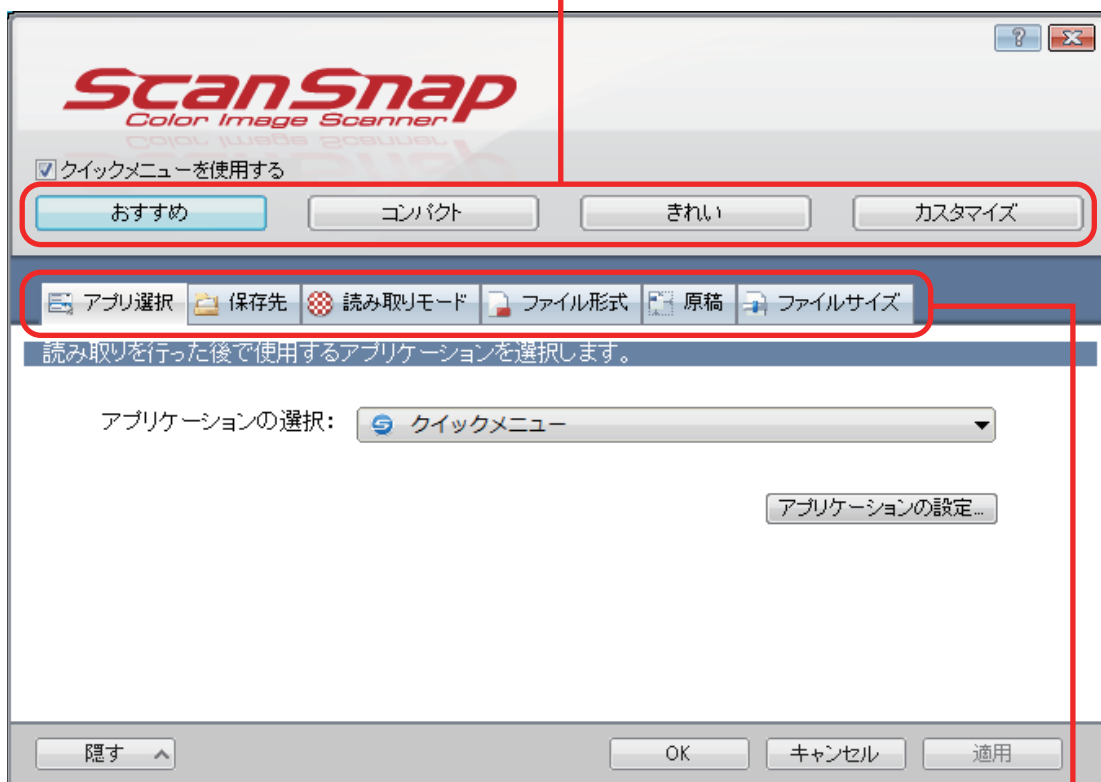 ?
ScanSnap
Color Image Scanner
クイックメニューを使用する
おすすめ コンパクト きれい カスタマイズ
アプリ選択 保存先 読み取りモード ファイル形式 原稿 ファイルサイズ
読み取りを行った後で使用するアプリケーションを選択します。
アプリケーションの選択: クイックメニュー
アプリケーションの設定...
隠す OK キャンセル 適用